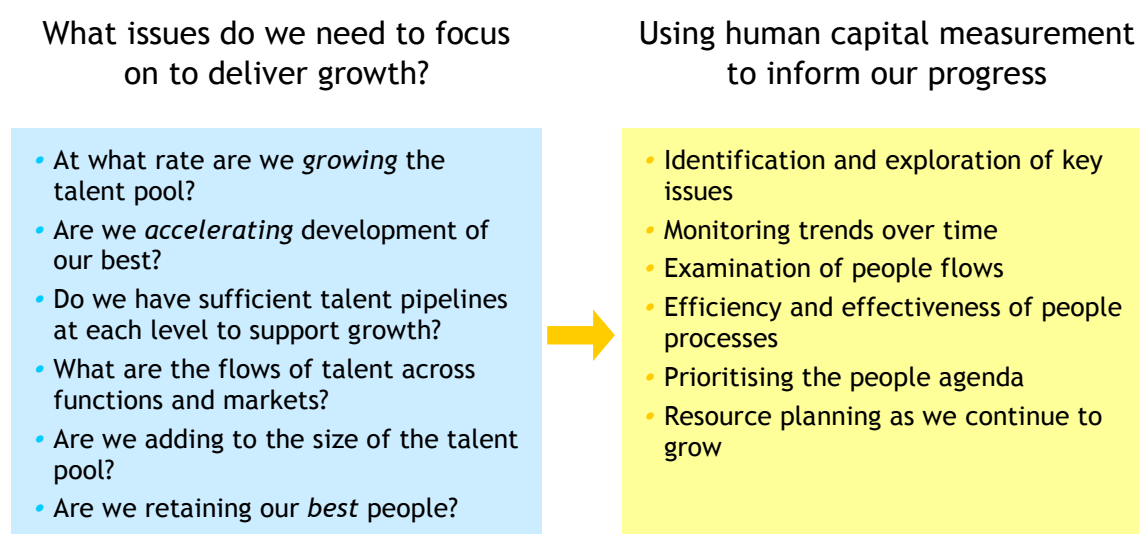 What issues do we need to focus
on to deliver growth?
• At what rate are we growing the
talent pool?
• Are we accelerating development of
our best?
• Do we have sufficient talent pipelines
at each level to support growth?
• What are the flows of talent across
functions and markets?
• Are we adding to the size of the talent
pool?
• Are we retaining our best people?
Using human capital measurement
to inform our progress
• Identification and exploration of key
issues
• Monitoring trends over time
• Examination of people flows
• Efficiency and effectiveness of people
processes
• Prioritising the people agenda
• Resource planning as we continue to
grow